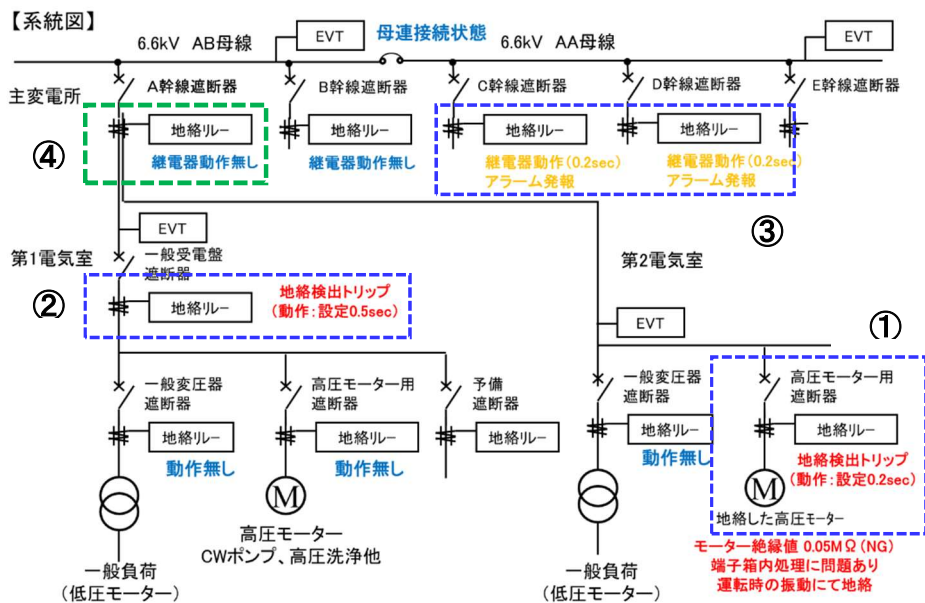 【系統図】
6.6kV AB母線
EVT
母連接続状態
6.6kV AA母線
EVT
主変電所
A幹線遮断器
B幹線遮断器
C幹線遮断器
D幹線遮断器
E幹線遮断器
④
地絡リレー
継電器動作無し
地絡リレー
継電器動作無し
地絡リレー
継電器動作(0.2sec)
アラーム発報
地絡リレー
継電器動作(0.2sec)
アラーム発報
③
EVT
第1電気室
一般受電盤
遮断器
第2電気室
②
地絡リレー
地絡検出トリップ
(動作:設定0.5sec)
EVT
①
一般変圧器
遮断器
高圧モーター用
遮断器
予備
遮断器
一般変圧器
遮断器
高圧モーター用
遮断器
地絡リレー
動作無し
地絡リレー
動作無し
地絡リレー
地絡リレー
動作無し
地絡リレー
地絡検出トリップ
(動作:設定0.2sec)
M
M
高圧モーター
CWポンプ、高圧洗浄他
地絡した高圧モーター
モーター絶縁値 0.05MΩ(NG)
端子箱内処理に問題あり
運転時の振動にて地絡
一般負荷
(低圧モーター)
一般負荷
(低圧モーター)